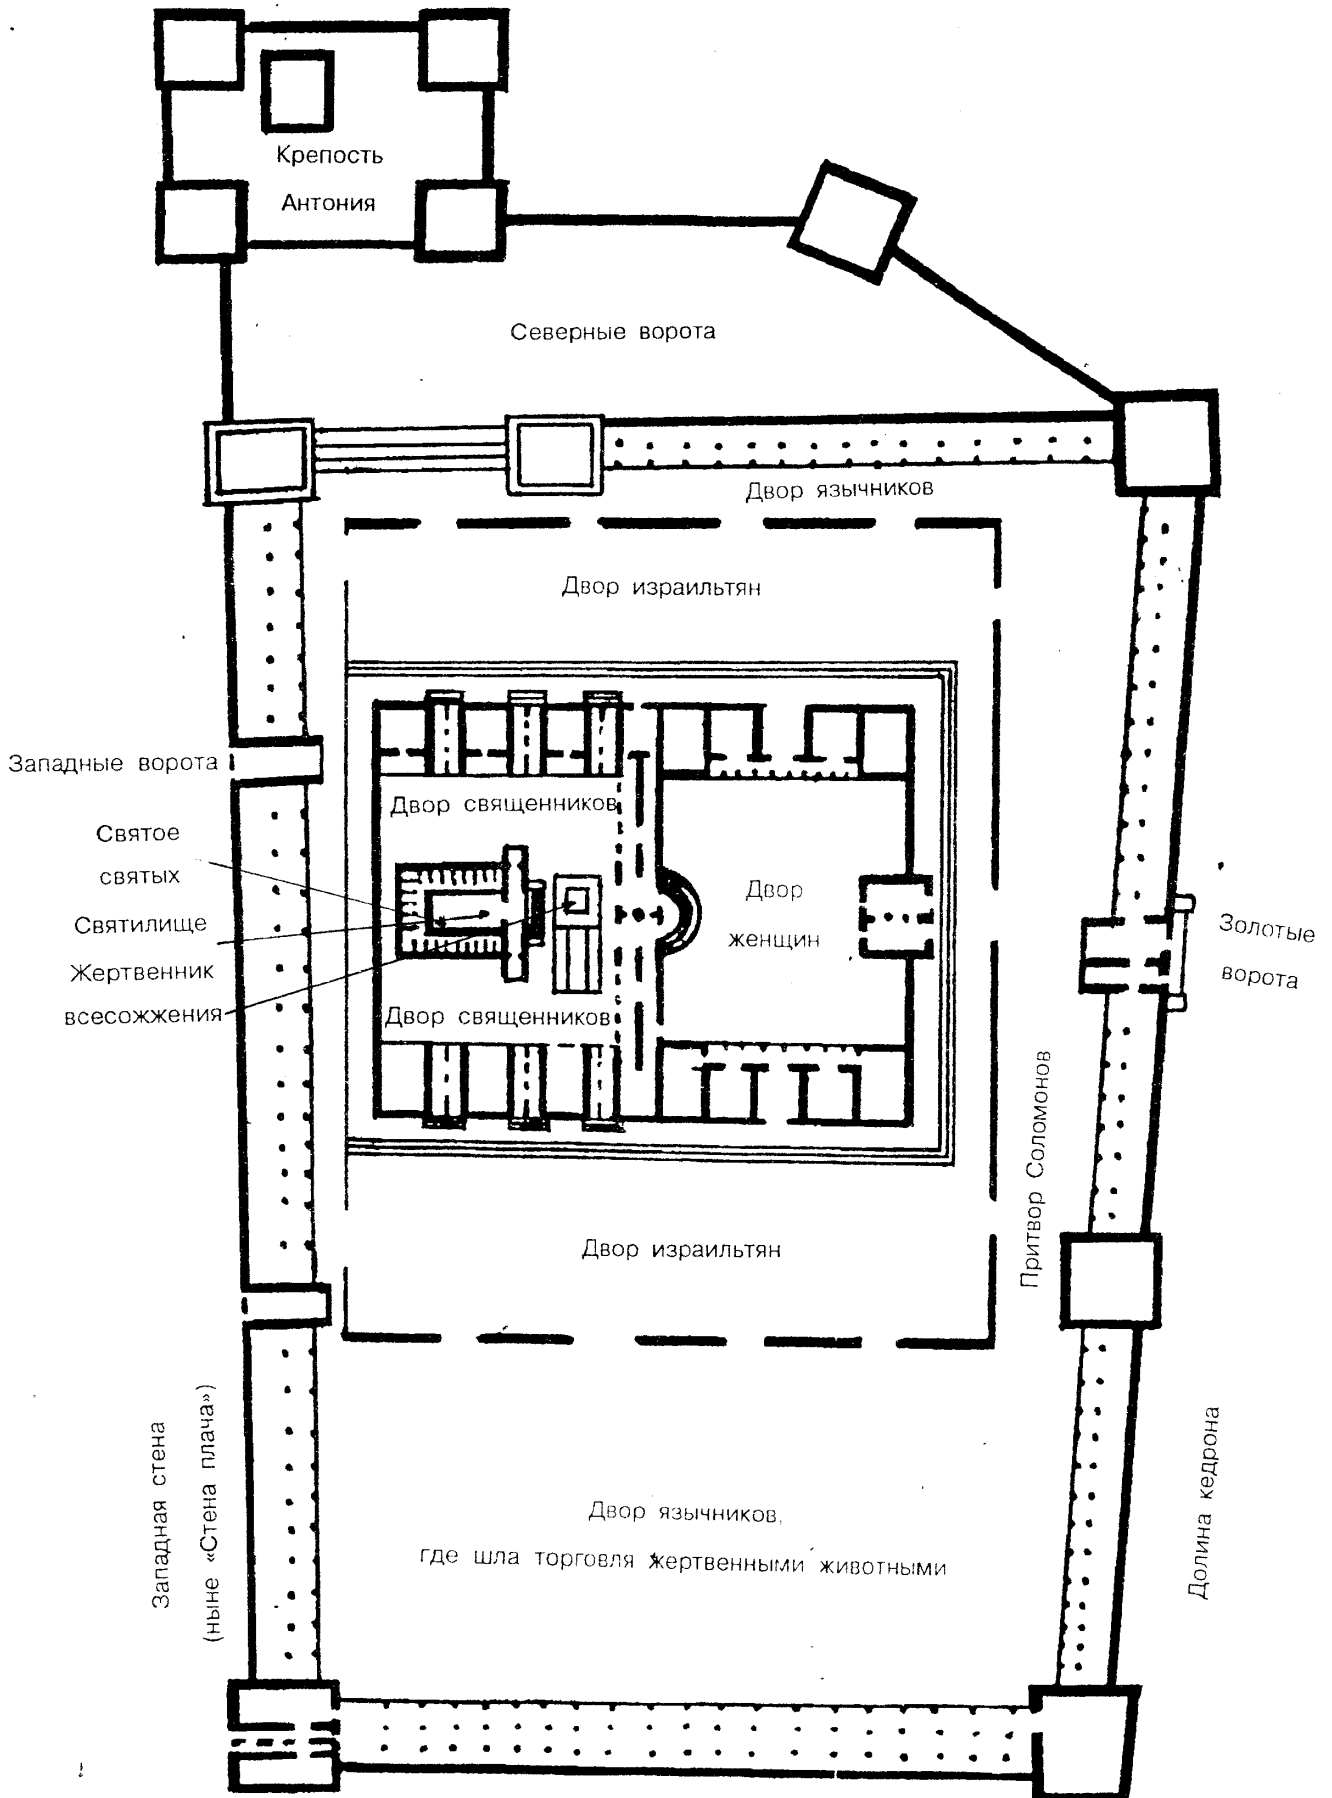 Крепость
Антония
Северные ворота
Двор язычников
Двор израильтян
Западные ворота
Двор священников
Святое
святых
Святилище
Жертвенник
всесожжения
Двор
женщин
Золотые
ворота
Двор священников
Притвор Соломонов
Двор израильтян
Западная стена
(ныне «Стена плача»)
Долина кедрона
Двор язычников,
где шла торговля жертвенными животными